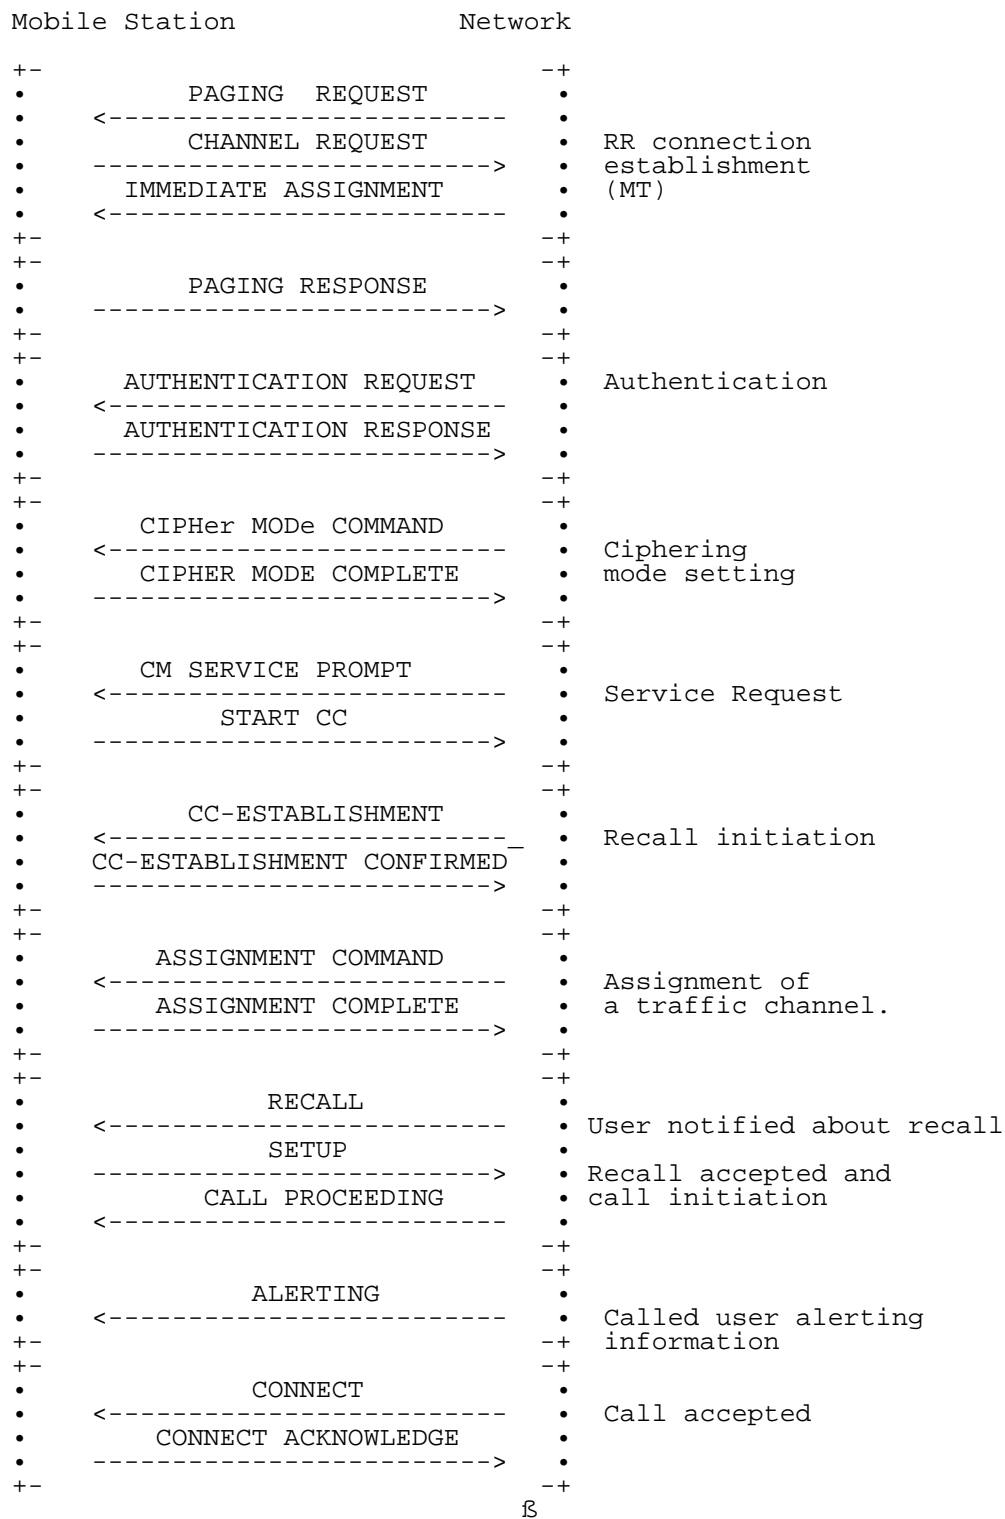 Mobile Station Network
+- -+
• PAGING REQUEST •
• <------------------------- •
• CHANNEL REQUEST • RR connection
• -------------------------> • establishment
• IMMEDIATE ASSIGNMENT • (MT)
• <------------------------- •
+- -+
+- -+
• PAGING RESPONSE •
• -------------------------> •
+- -+
+- -+
• AUTHENTICATION REQUEST • Authentication
• <------------------------- •
• AUTHENTICATION RESPONSE •
• -------------------------> •
+- -+
+- -+
• CIPHer MODe COMMAND •
• <------------------------- • Ciphering
• CIPHER MODE COMPLETE • mode setting
• -------------------------> •
+- -+
+- -+
• CM SERVICE PROMPT •
• <------------------------- • Service Request
• START CC •
• -------------------------> •
+- -+
+- -+
• CC-ESTABLISHMENT •
• <-------------------------_ • Recall initiation
• CC-ESTABLISHMENT CONFIRMED •
• -------------------------> •
+- -+
+- -+
• ASSIGNMENT COMMAND •
• <------------------------- • Assignment of
• ASSIGNMENT COMPLETE • a traffic channel.
• -------------------------> •
+- -+
+- -+
• RECALL •
• <------------------------- • User notified about recall
• SETUP •
• -------------------------> • Recall accepted and
• CALL PROCEEDING • call initiation
• <------------------------- •
+- -+
+- -+
• ALERTING •
• <------------------------- • Called user alerting
+- -+ information
+- -+
• CONNECT •
• <------------------------- • Call accepted
• CONNECT ACKNOWLEDGE •
• -------------------------> •
+- -+
ß